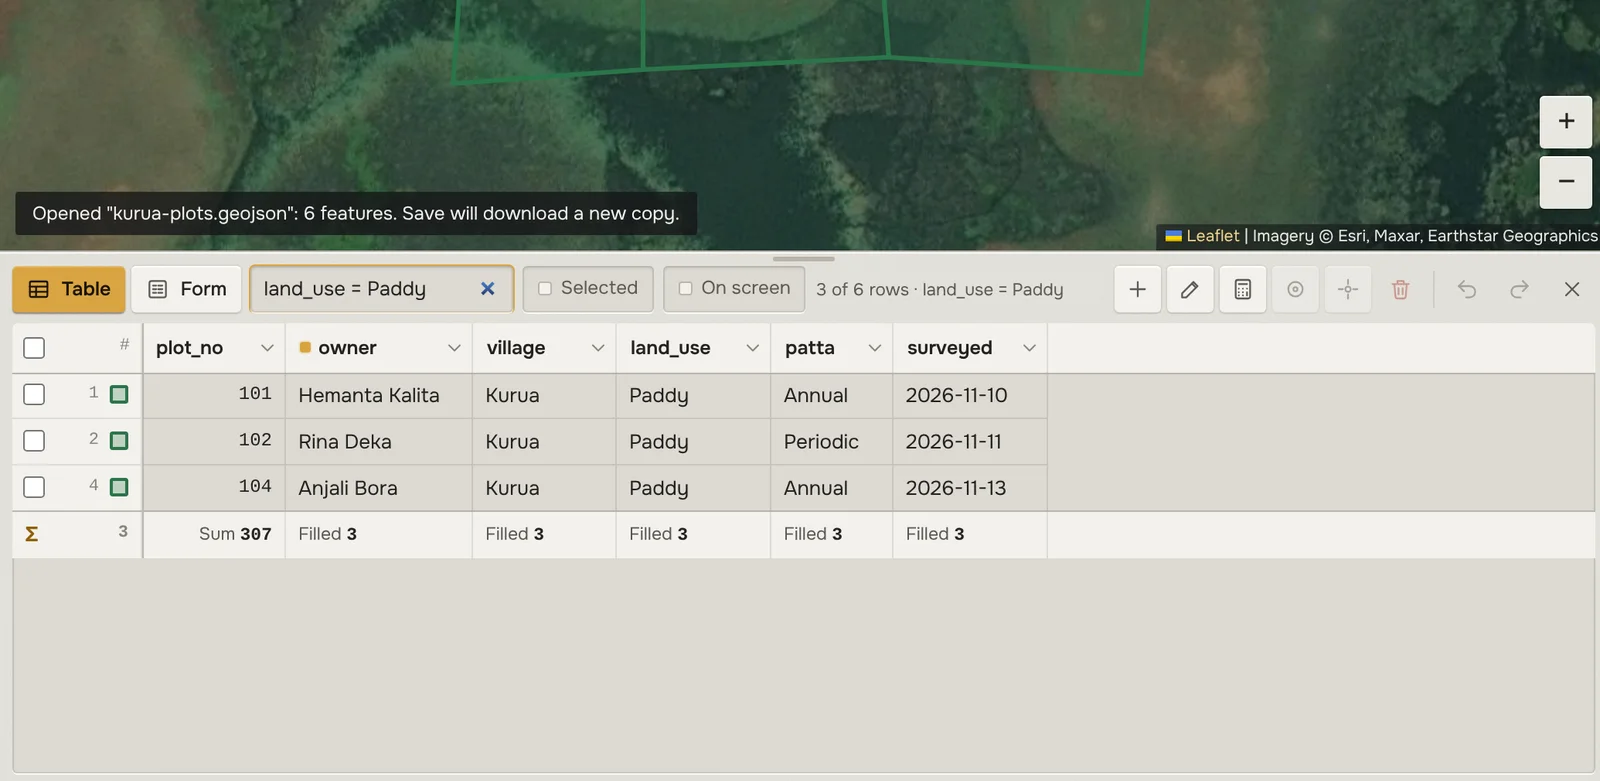 +
−
Opened "kurua-plots.geojson": 6 features. Save will download a new copy.
Leaflet | Imagery © Esri, Maxar, Earthstar Geographics
Table Form land_use = Paddy × Selected On screen 3 of 6 rows · land_use = Paddy
# plot_no owner village land_use patta surveyed
1 101 Hemanta Kalita Kurua Paddy Annual 2026-11-10
2 102 Rina Deka Kurua Paddy Periodic 2026-11-11
4 104 Anjali Bora Kurua Paddy Annual 2026-11-13
Σ 3 Sum 307 Filled 3 Filled 3 Filled 3 Filled 3 Filled 3